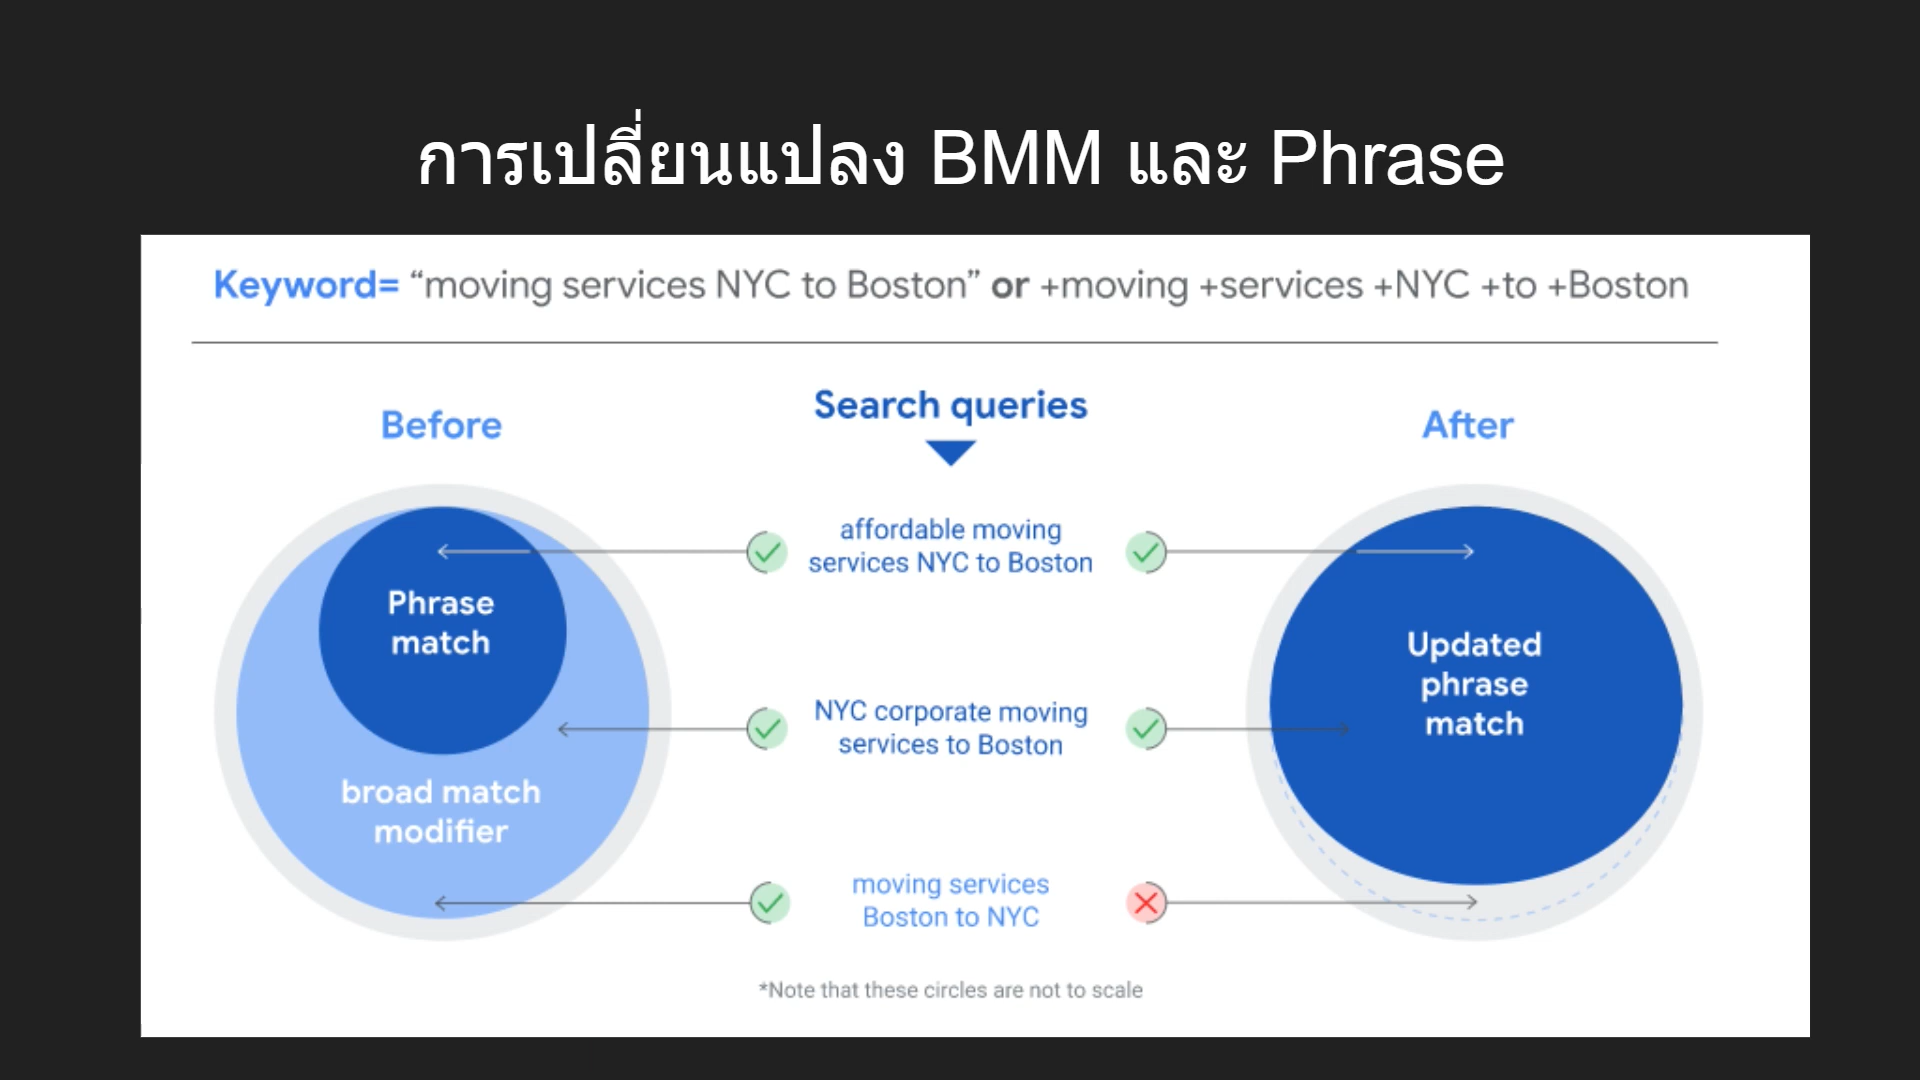 การเปลี่ยนแปลง BMM และ Phrase
Keyword= “moving services NYC to Boston” or +moving +services +NYC +to +Boston
Before
Search queries
After
affordable moving
services NYC to Boston
Phrase
match
Updated
phrase
match
NYC corporate moving
services to Boston
broad match
modifier
moving services
Boston to NYC
*Note that these circles are not to scale